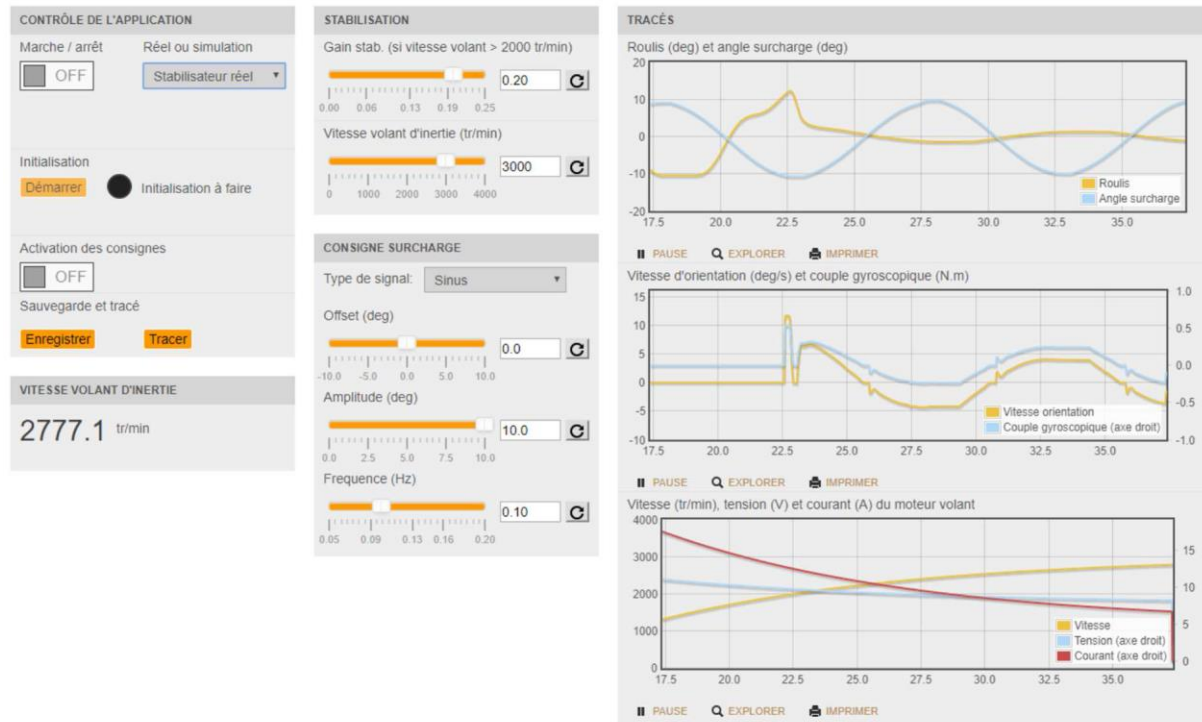 CONTRÔLE DE L'APPLICATION
Marche / arrêt Réel ou simulation
OFF Stabilisateur réel
Initialisation
Démarrer Initialisation à faire
Activation des consignes
OFF
Sauvegarde et tracé
Enregistrer Tracer
VITESSE VOLANT D'INERTIE
2777.1 tr/min
STABILISATION
Gain stab. (si vitesse volant > 2000 tr/min)
0.20
0.00 0.06 0.13 0.19 0.25
Vitesse volant d'inertie (tr/min)
3000
0 1000 2000 3000 4000
CONSIGNE SURCHARGE
Type de signal: Sinus
Offset (deg)
0.0
-10.0 -5.0 0.0 5.0 10.0
Amplitude (deg)
10.0
0.0 2.5 5.0 7.5 10.0
Frequence (Hz)
0.10
0.05 0.09 0.13 0.16 0.20
TRACÉS
Roulis (deg) et angle surcharge (deg)
20
10
0
-10
-20
Roulis
Angle surcharge
17.5 20.0 22.5 25.0 27.5 30.0 32.5 35.0
PAUSE EXPLORER IMPRIMER
Vitesse d'orientation (deg/s) et couple gyroscopique (N.m)
15 1.0
10 0.5
5 0.0
0 -0.5
-5 -1.0
-10
Vitesse orientation
Couple gyroscopique (axe droit)
17.5 20.0 22.5 25.0 27.5 30.0 32.5 35.0
PAUSE EXPLORER IMPRIMER
Vitesse (tr/min), tension (V) et courant (A) du moteur volant
4000
3000 15
2000 10
1000 5
0 0
Vitesse
Tension (axe droit)
Courant (axe droit)
17.5 20.0 22.5 25.0 27.5 30.0 32.5 35.0
PAUSE EXPLORER IMPRIMER